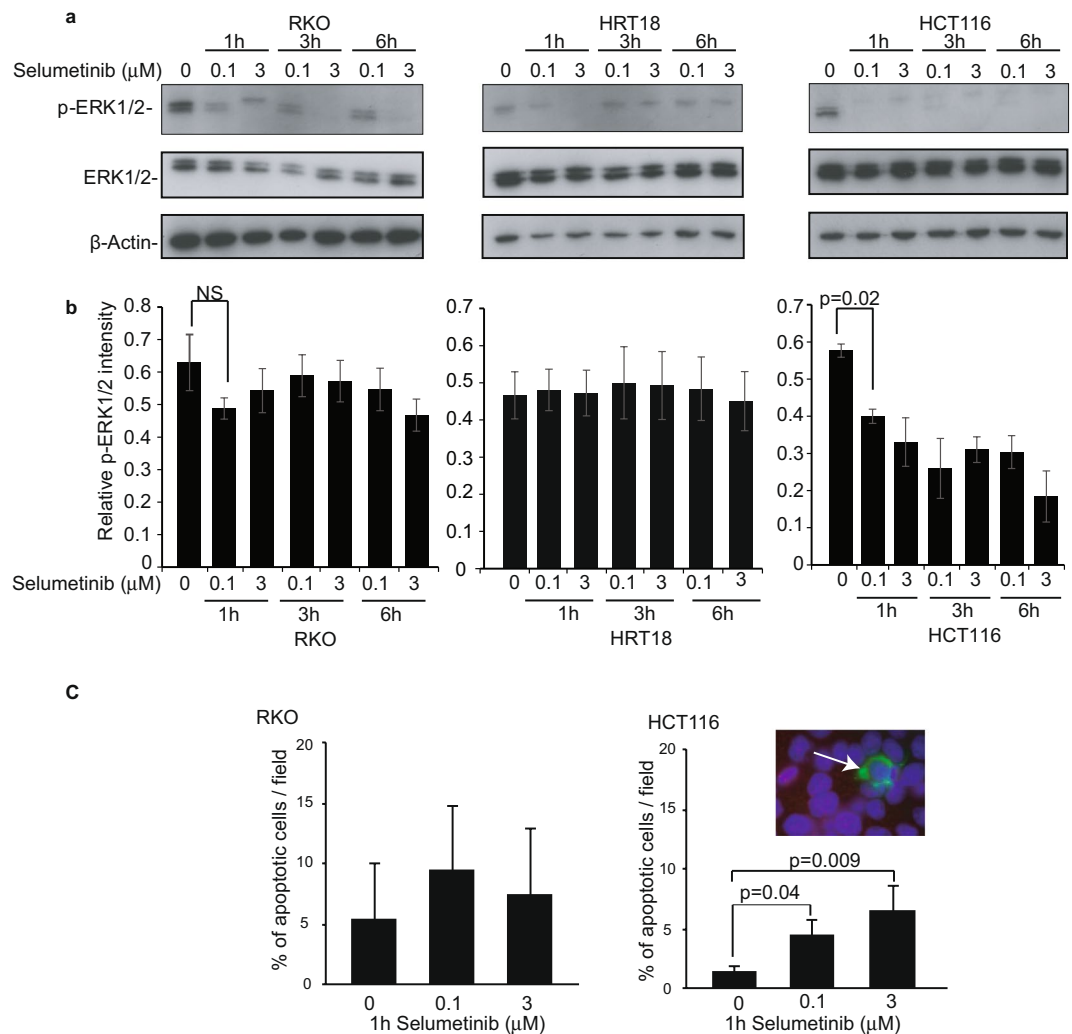 a
RKO HRT18 HCT116
1h 3h 6h 1h 3h 6h 1h 3h 6h
Selumetinib (µM) 0 0.1 3 0.1 3 0.1 3 0 0.1 3 0.1 3 0.1 3 0 0.1 3 0.1 3 0.1 3
p-ERK1/2-
ERK1/2-
β-Actin-
b
Relative p-ERK1/2 intensity
0.8
0.7
0.6
0.5
0.4
0.3
0.2
0.1
0
NS
Selumetinib (µM) 0 0.1 3 0.1 3 0.1 3
1h 3h 6h
RKO
0.7
0.6
0.5
0.4
0.3
0.2
0.1
0
0 0.1 3 0.1 3 0.1 3
1h 3h 6h
HRT18
0.7
0.6
0.5
0.4
0.3
0.2
0.1
0
p=0.02
0 0.1 3 0.1 3 0.1 3
1h 3h 6h
HCT116
C
RKO
% of apoptotic cells / field
20
15
10
5
0
0 0.1 3
1h Selumetinib (µM)
HCT116
% of apoptotic cells / field
20
15
10
5
0
p=0.009
p=0.04
0 0.1 3
1h Selumetinib (µM)